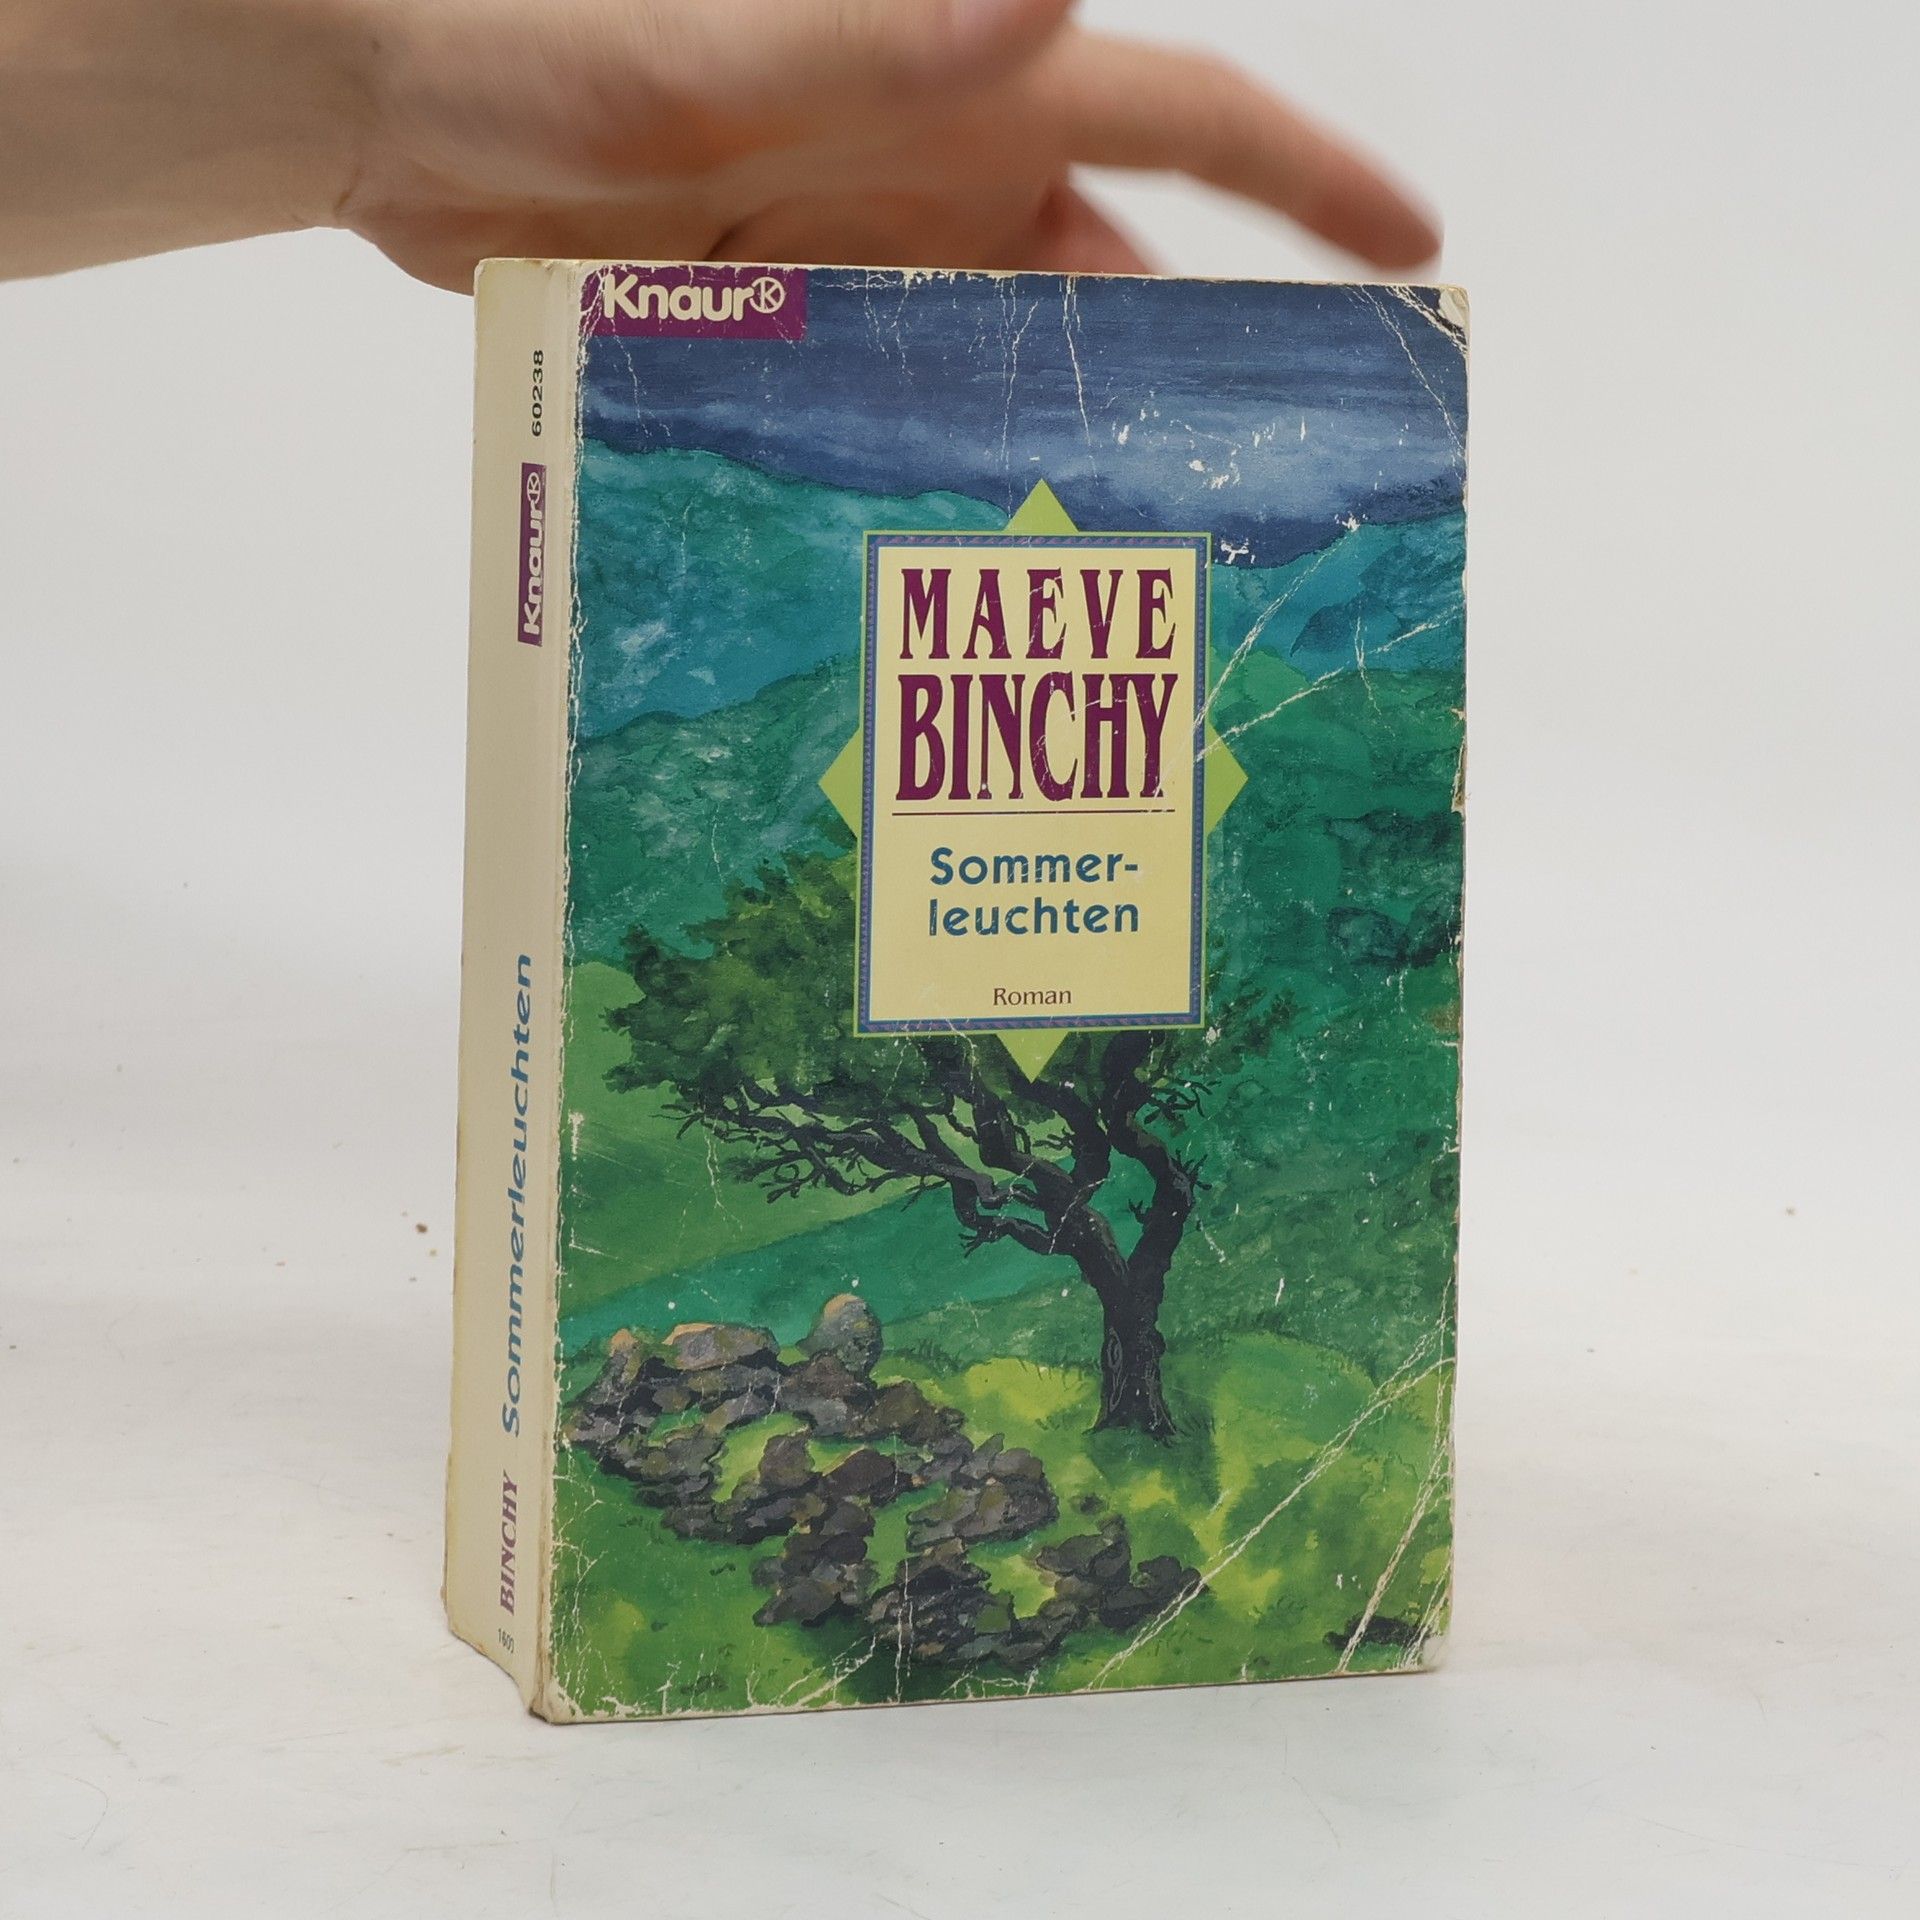 Knaur
MAEVE
BINCHY
Sommer-
leuchten
Roman
60238
Knaur
Sommerleuchten
BINCHY